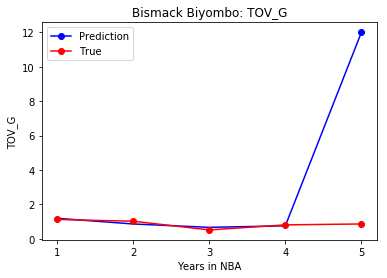 Bismack Biyombo: TOV_G
Prediction
True
12
10
8
6
4
2
0
TOV_G
1 2 3 4 5
Years in NBA